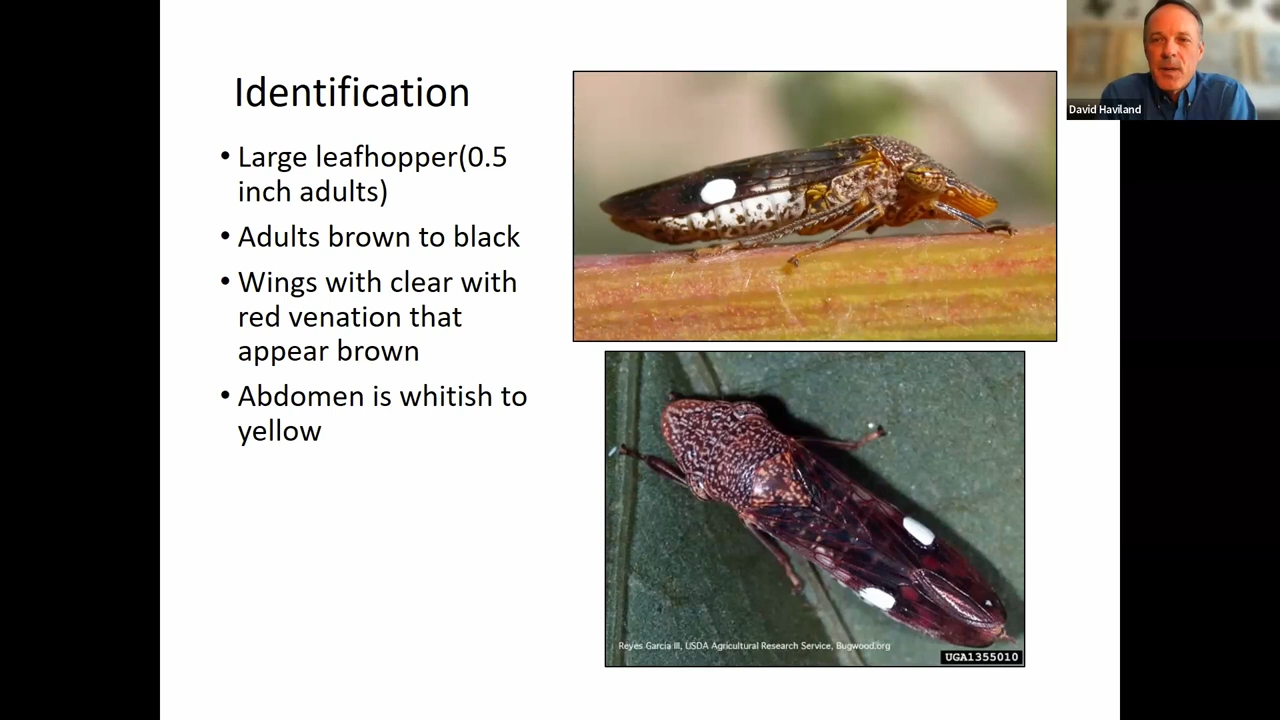 Identification
• Large leafhopper(0.5
inch adults)
• Adults brown to black
• Wings with clear with
red venation that
appear brown
• Abdomen is whitish to
yellow
David Haviland
Reyes Garcia III, USDA Agricultural Research Service, Bugwood.org
UGA1355010